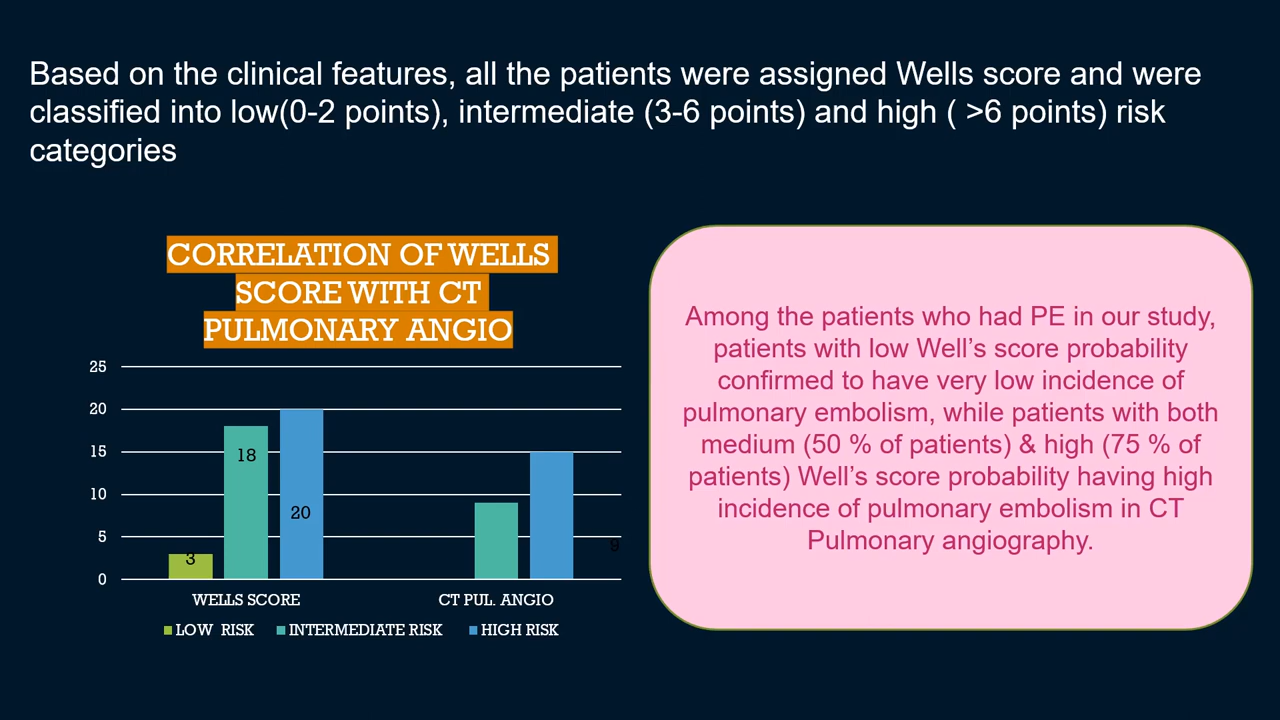 Based on the clinical features, all the patients were assigned Wells score and were
classified into low(0-2 points), intermediate (3-6 points) and high ( >6 points) risk
categories
CORRELATION OF WELLS
SCORE WITH CT
PULMONARY ANGIO
25
20
15
10
5
0
3
18
20
9
WELLS SCORE
CT PUL. ANGIO
LOW RISK
INTERMEDIATE RISK
HIGH RISK
Among the patients who had PE in our study,
patients with low Well’s score probability
confirmed to have very low incidence of
pulmonary embolism, while patients with both
medium (50 % of patients) & high (75 % of
patients) Well’s score probability having high
incidence of pulmonary embolism in CT
Pulmonary angiography.